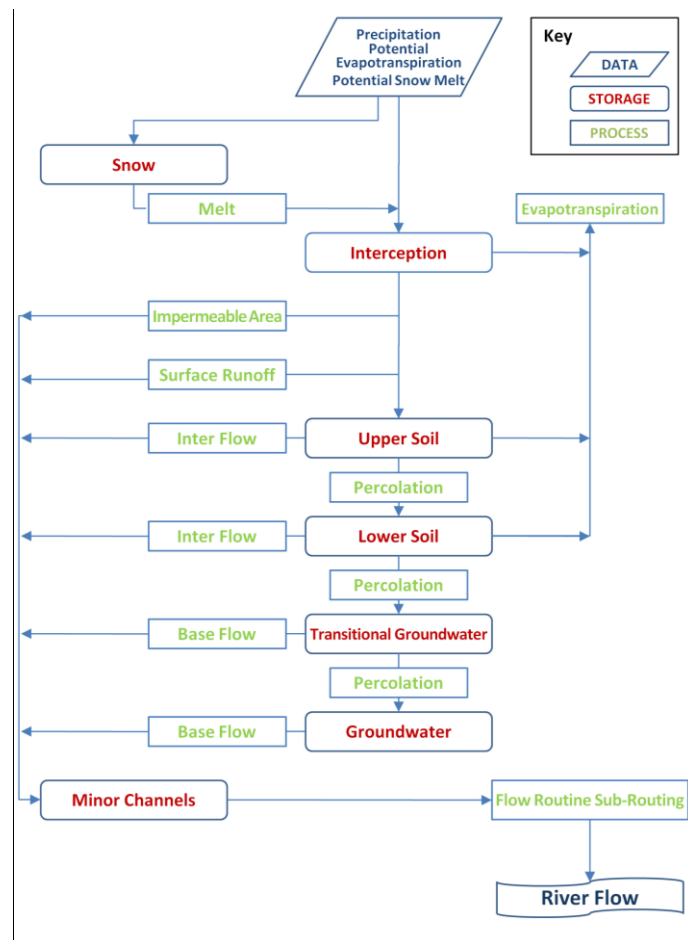 Precipitation
Potential
Evapotranspiration
Potential Snow Melt
Key
DATA
STORAGE
PROCESS
Snow
Melt
Evapotranspiration
Interception
Impermeable Area
Surface Runoff
Inter Flow
Upper Soil
Percolation
Inter Flow
Lower Soil
Percolation
Base Flow
Transitional Groundwater
Percolation
Base Flow
Groundwater
Minor Channels
Flow Routine Sub-Routing
River Flow